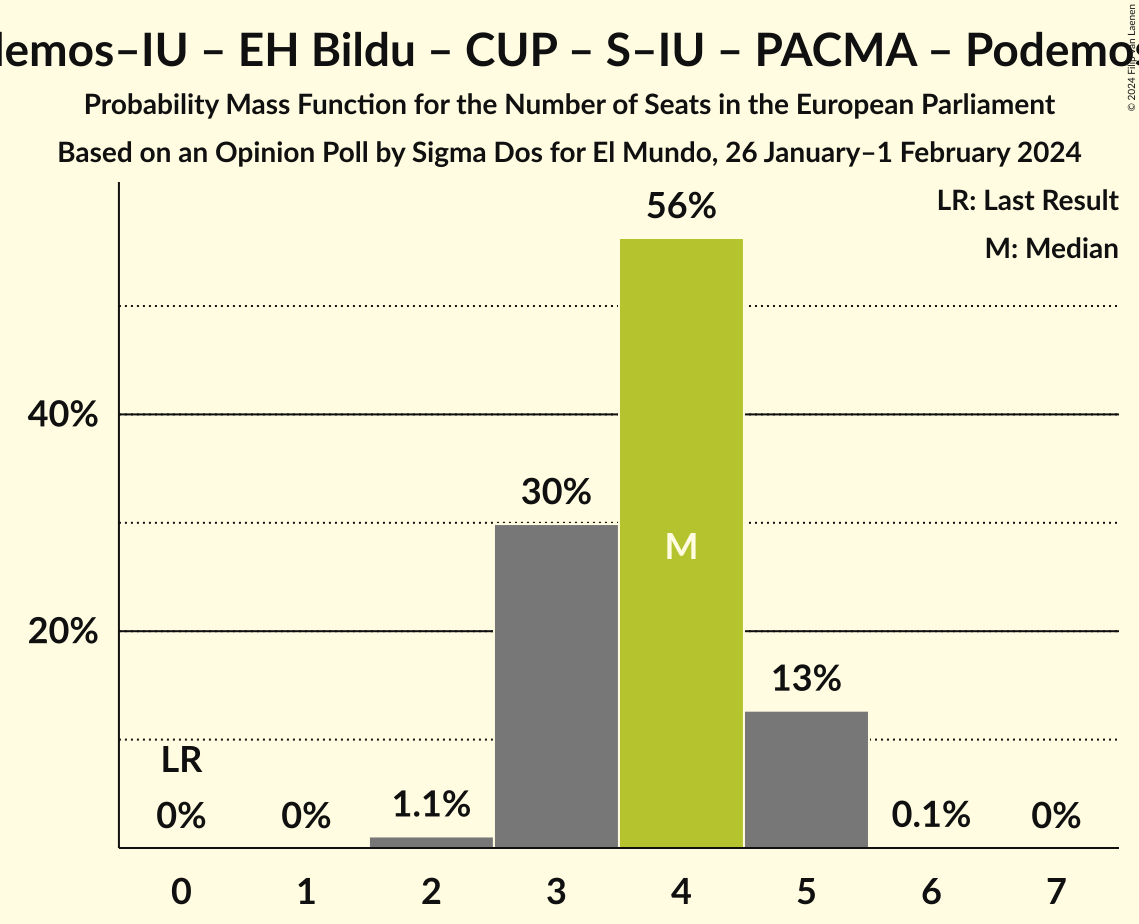 –IU – EH Bildu – CUP – S–IU – PACMA –
Probability Mass Function for the Number of Seats in the European Parliament
Based on an Opinion Poll by Sigma Dos for El Mundo, 26 January–1 February 2024
© 2024 Filip van Laenen
LR: Last Result
M: Median
56%
40%
30%
M
20%
13%
LR
0%
0%
1.1%
0.1%
0%
0 1 2 3 4 5 6 7